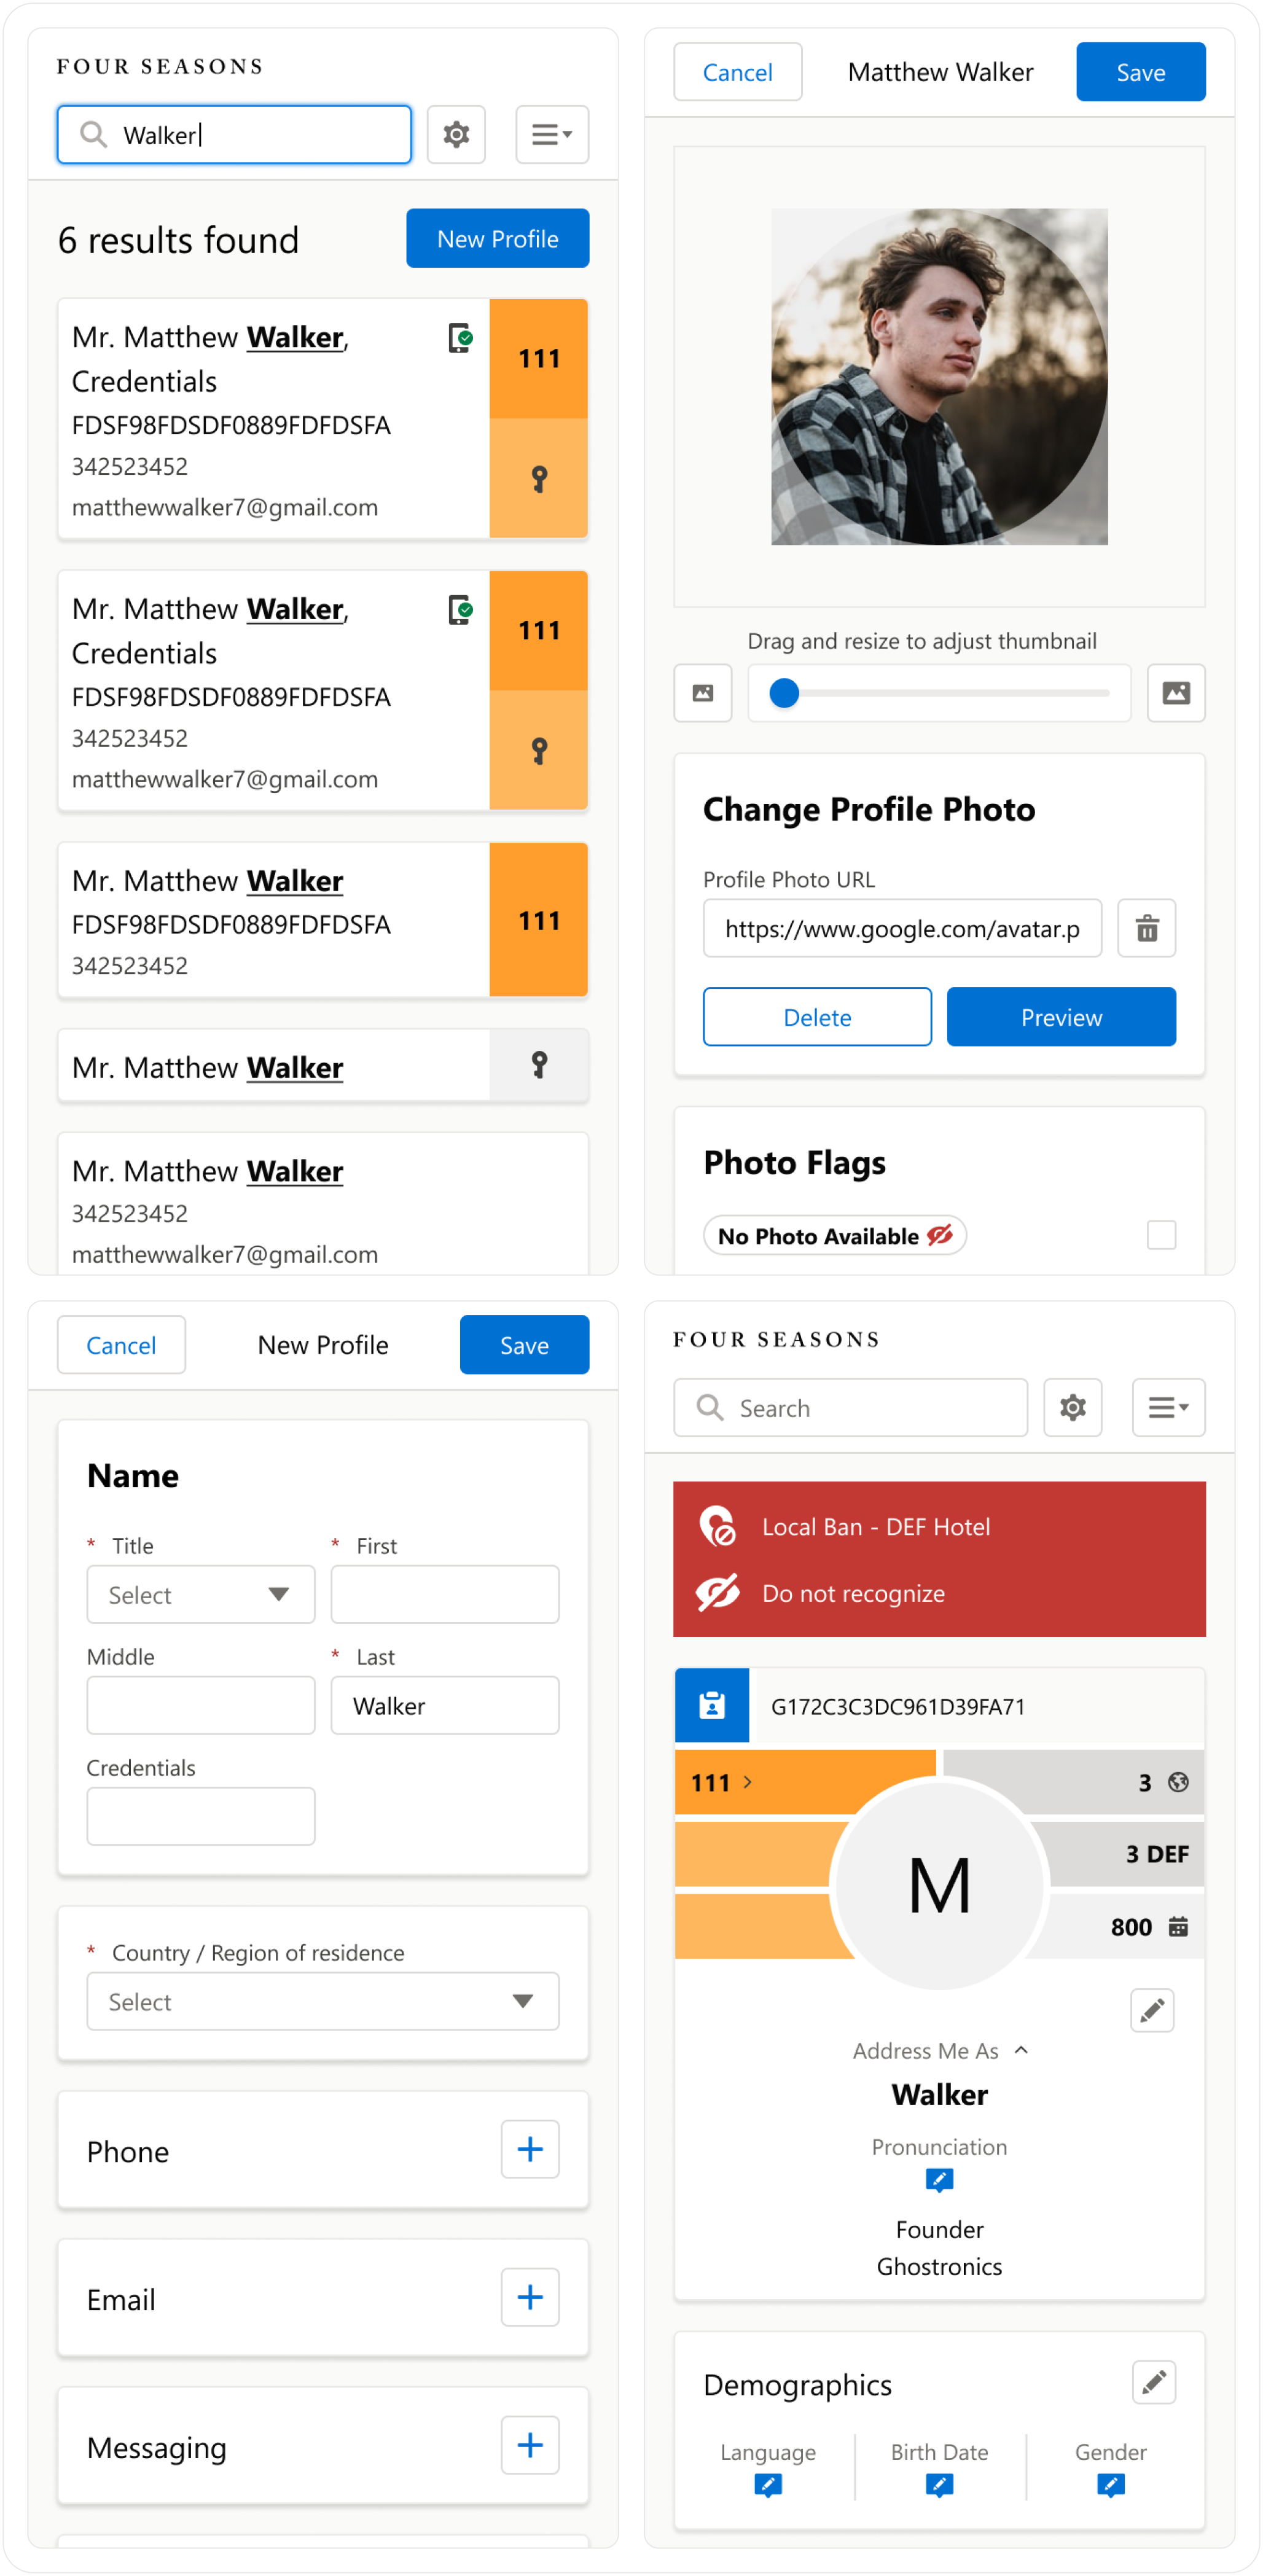 FOUR SEASONS
Walker
6 results found
New Profile
Mr. Matthew Walker,
Credentials
FDSF98FDSDF0889FDFDSFA
342523452
matthewwalker7@gmail.com
111
Mr. Matthew Walker,
Credentials
FDSF98FDSDF0889FDFDSFA
342523452
matthewwalker7@gmail.com
111
Mr. Matthew Walker
FDSF98FDSDF0889FDFDSFA
342523452
111
Mr. Matthew Walker
Mr. Matthew Walker
342523452
matthewwalker7@gmail.com
Cancel
Matthew Walker
Save
Drag and resize to adjust thumbnail
Change Profile Photo
Profile Photo URL
https://www.google.com/avatar.p
Delete
Preview
Photo Flags
No Photo Available
Cancel
New Profile
Save
Name
* Title
* First
Select
Middle
* Last
Walker
Credentials
* Country / Region of residence
Select
Phone
Email
Messaging
FOUR SEASONS
Search
Local Ban - DEF Hotel
Do not recognize
G172C3C3DC961D39FA71
111
3
3 DEF
800
M
Address Me As
Walker
Pronunciation
Founder
Ghostronics
Demographics
Language
Birth Date
Gender